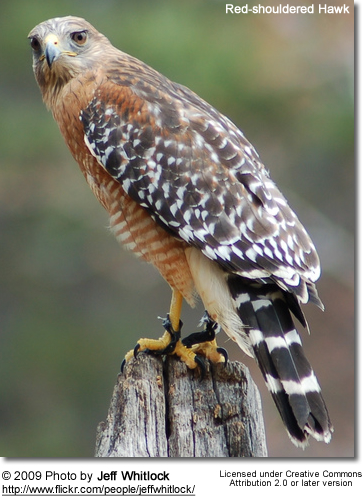 Red-shouldered Hawk
© 2009 Photo by Jeff Whitlock
http://www.flickr.com/people/jeffwhitlock/
Licensed under Creative Commons
Attribution 2.0 or later version